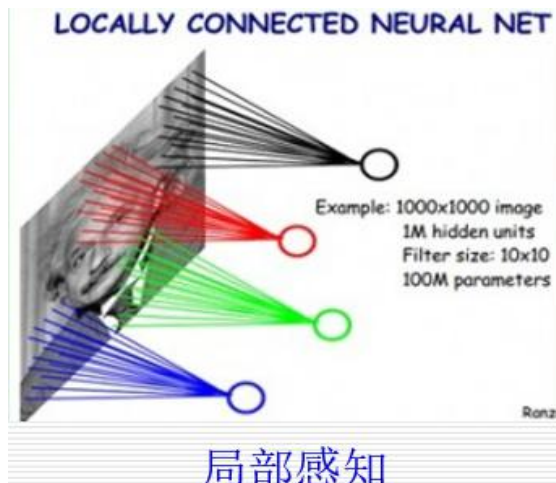 LOCALLY CONNECTED NEURAL NET
Example: 1000x1000 image
1M hidden units
Filter size: 10x10
100M parameters
Ranz
局部感知